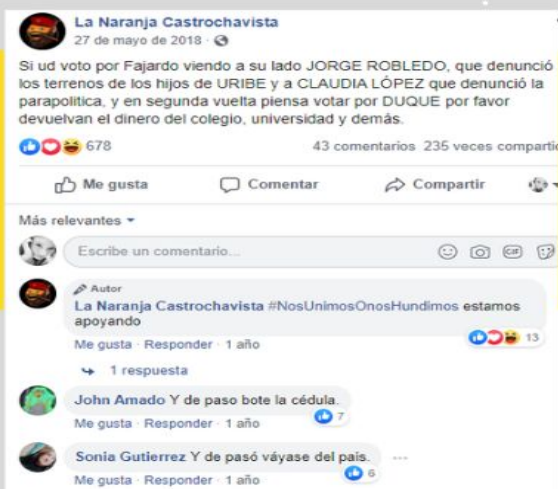 La Naranja Castrochavista
27 de mayo de 2018 ·
Si ud voto por Fajardo viendo a su lado JORGE ROBLEDO, que denunció
los terrenos de los hijos de URIBE y a CLAUDIA LÓPEZ que denunció la
parapolitica, y en segunda vuelta piensa votar por DUQUE por favor
devuelvan el dinero del colegio, universidad y demás.
678
43 comentarios 235 veces compartid
Me gusta
Comentar
Compartir
Más relevantes
Escribe un comentario...
GIF
Autor
La Naranja Castrochavista #NosUnimosOnosHundimos estamos
apoyando
13
Me gusta · Responder · 1 año
1 respuesta
John Amado Y de paso bote la cédula.
7
Me gusta · Responder · 1 año
Sonia Gutierrez Y de pasó váyase del país.
6
Me gusta · Responder · 1 año